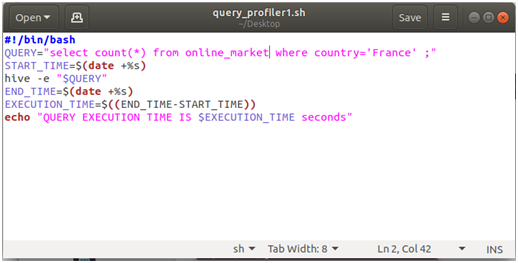 Open
query_profiler1.sh
~/Desktop
Save
#!/bin/bash
QUERY="select count(*) from online_market where country='France' ;"
START_TIME=$(date +%s)
hive -e "$QUERY"
END_TIME=$(date +%s)
EXECUTION_TIME=$((END_TIME-START_TIME))
echo "QUERY EXECUTION TIME IS $EXECUTION_TIME seconds"
sh Tab Width: 8 Ln 2, Col 42 INS